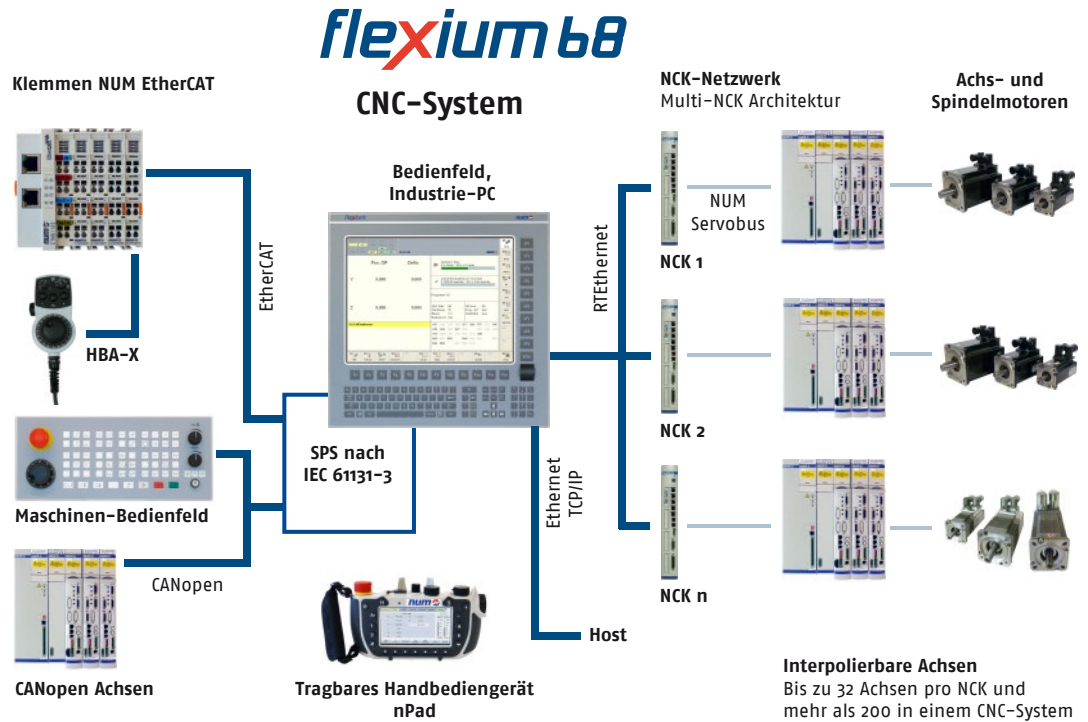 flexium 68
CNC-System
Klemmen NUM EtherCAT
HBA-X
EtherCAT
Maschinen-Bedienfeld
CANopen
CANopen Achsen
Bedienfeld,
Industrie-PC
flexium
num
SPS nach
IEC 61131-3
Ethernet
TCP/IP
Host
num
Tragbares Handbediengerät
nPad
NCK-Netzwerk
Multi-NCK Architektur
RTEthernet
NUM
Servobus
NCK 1
NCK 2
NCK n
Achs- und
Spindelmotoren
Interpolierbare Achsen
Bis zu 32 Achsen pro NCK und
mehr als 200 in einem CNC-System